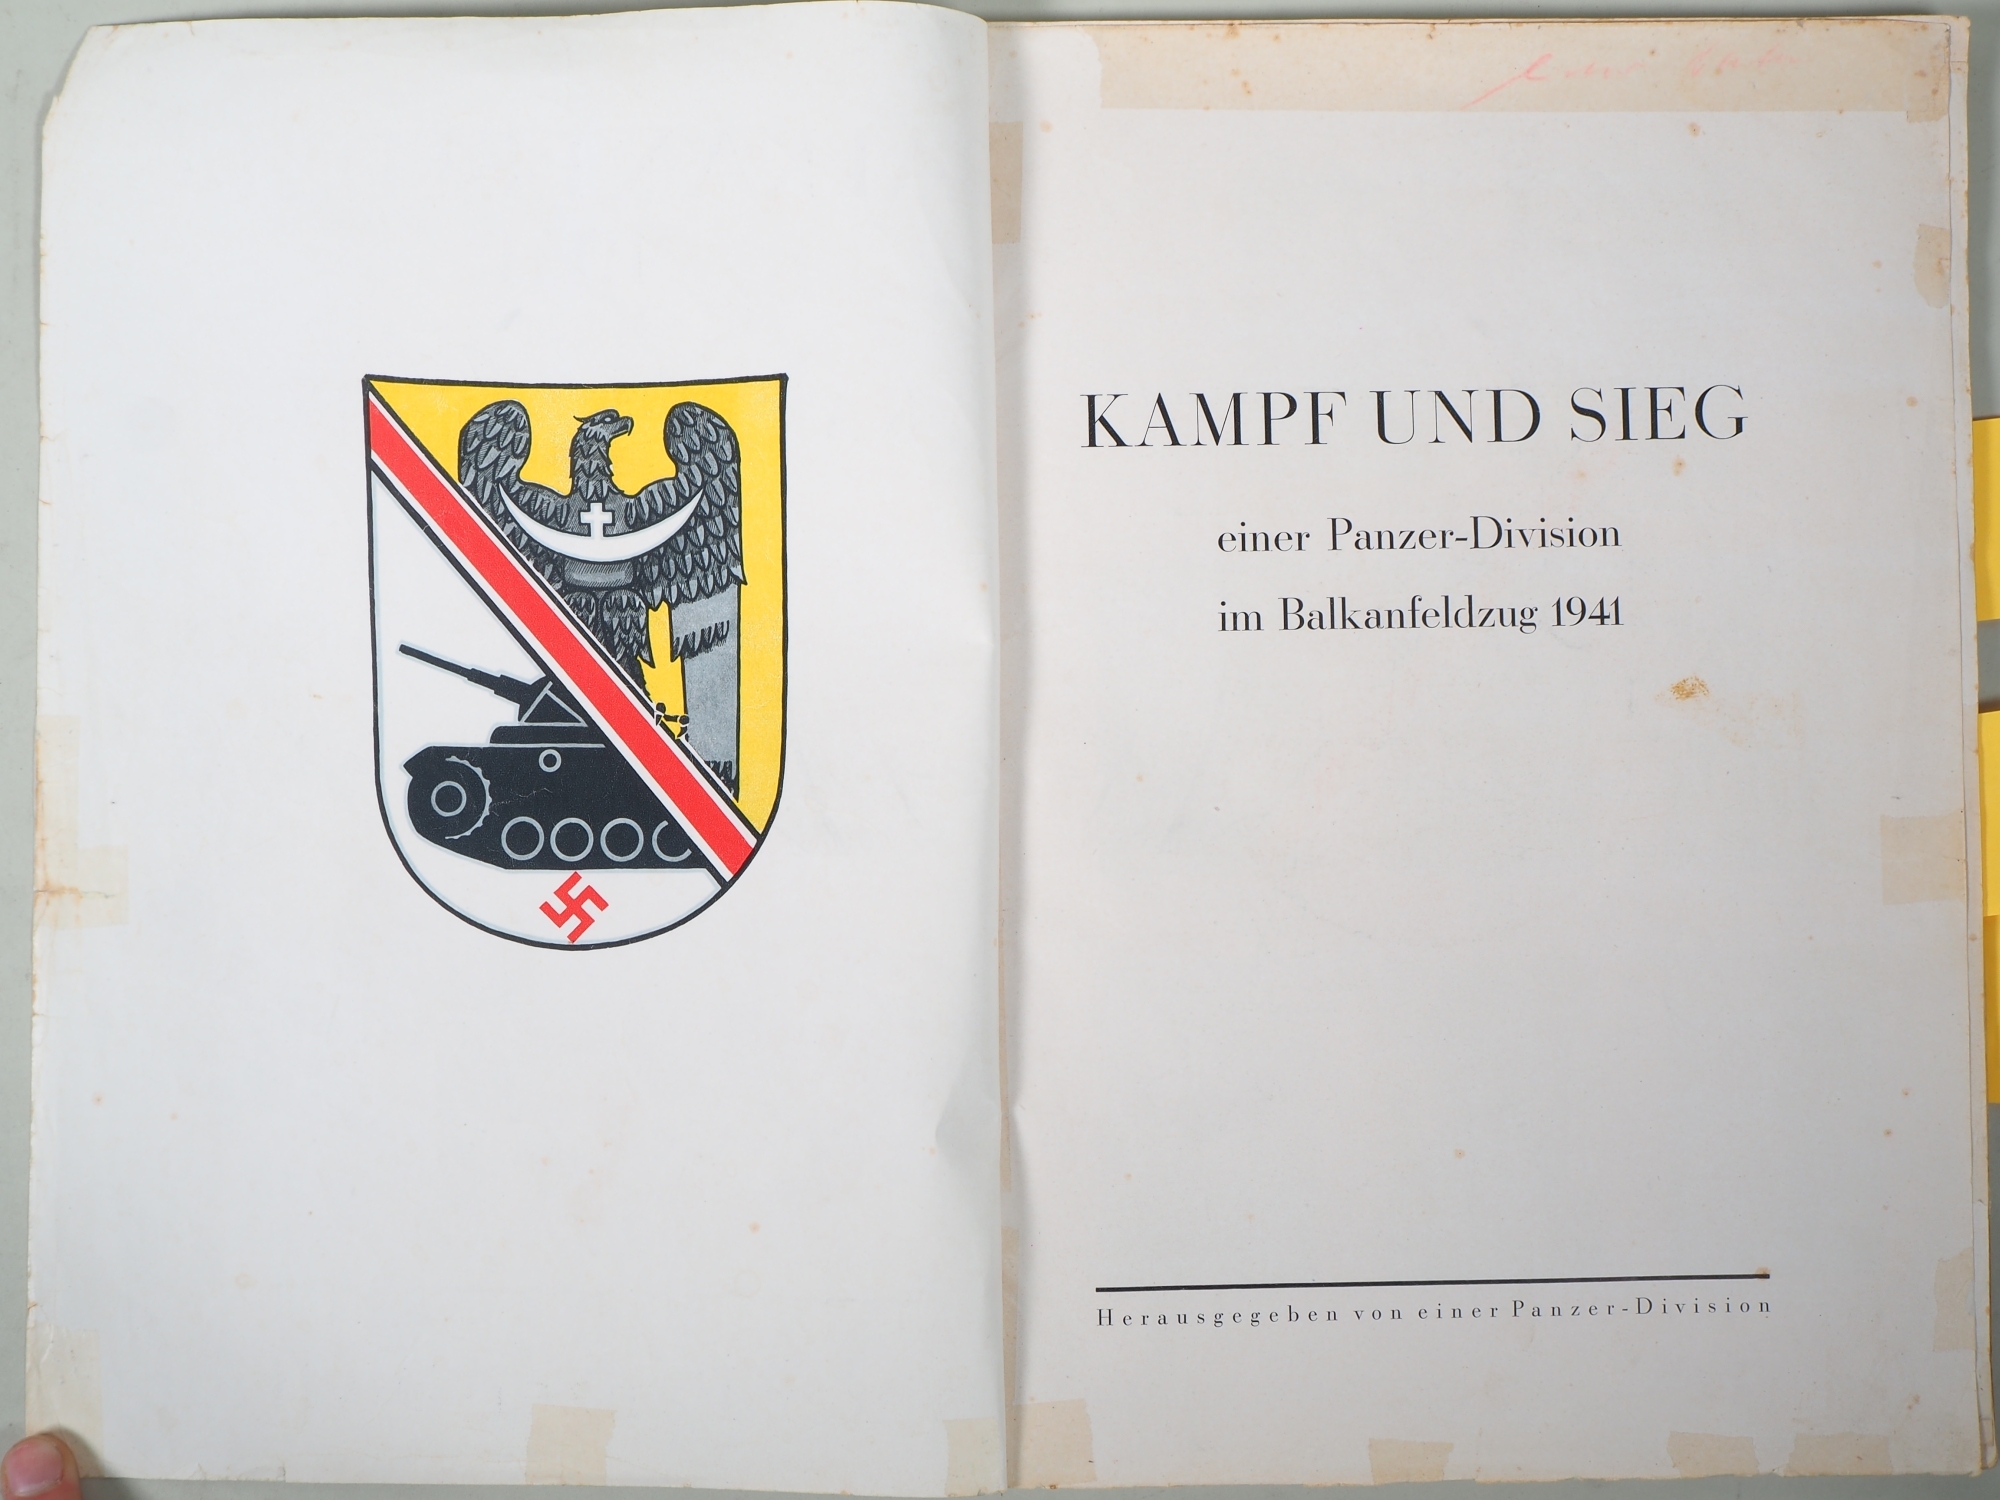 KAMPF UND SIEG
einer Panzer-Division
im Balkanfeldzug 1941
Herausgegeben von einer Panzer-Division